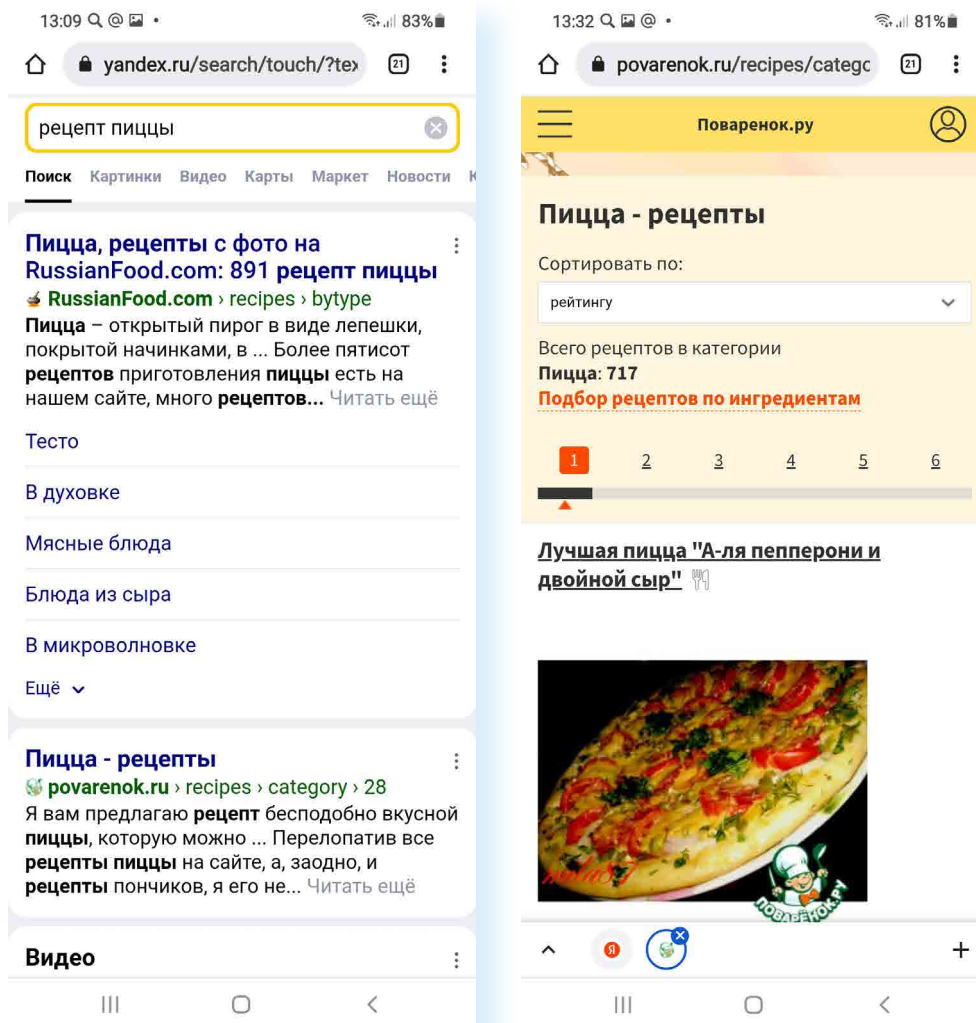 13:09
83%
yandex.ru/search/touch/?tex
21
рецепт пиццы
Поиск Картинки Видео Карты Маркет Новости К
Пицца, рецепты с фото на
RussianFood.com: 891 рецепт пиццы
RussianFood.com › recipes › bytype
Пицца – открытый пирог в виде лепешки,
покрытой начинками, в ... Более пятисот
рецептов приготовления пиццы есть на
нашем сайте, много рецептов... Читать ещё
Тесто
В духовке
Мясные блюда
Блюда из сыра
В микроволновке
Ещё
Пицца - рецепты
povarenok.ru › recipes › category › 28
Я вам предлагаю рецепт бесподобно вкусной
пиццы, которую можно ... Перелопатив все
рецепты пиццы на сайте, а, заодно, и
рецепты пончиков, я его не... Читать ещё
Видео
13:32
81%
povarenok.ru/recipes/catego
21
Поваренок.ру
Пицца - рецепты
Сортировать по:
рейтингу
Всего рецептов в категории
Пицца: 717
Подбор рецептов по ингредиентам
1 2 3 4 5 6
Лучшая пицца "А-ля пепперони и
двойной сыр"
ПОВАРЁНОК.РУ
Я